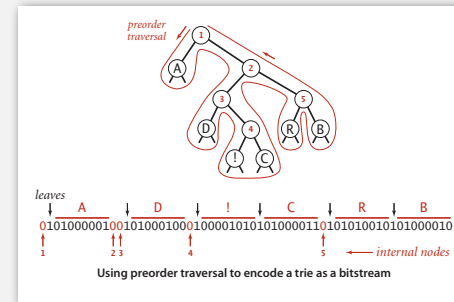 preorder
traversal
1
A
2
3
5
D
4
R
B
!
C
leaves
A D ! C R B
01010000010010100010001000010101010000110101010010101000010
1 2 3 4 5 internal nodes
Using preorder traversal to encode a trie as a bitstream